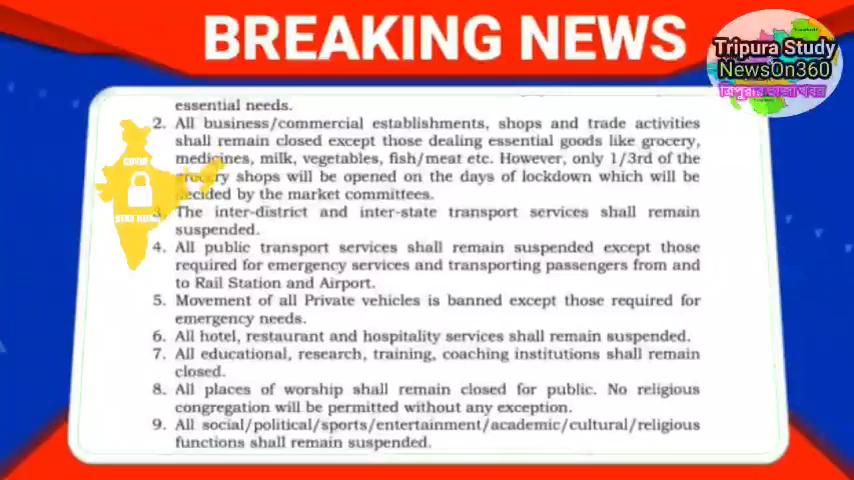 BREAKING NEWS
Tripura Study
NewsOn360
ত্রিপুরার তাজা খবর
essential needs.
2. All business/commercial establishments, shops and trade activities
shall remain closed except those dealing essential goods like grocery,
medicines, milk, vegetables, fish/meat etc. However, only 1/3rd of the
grocery shops will be opened on the days of lockdown which will be
decided by the market committees.
3. The inter-district and inter-state transport services shall remain
suspended.
4. All public transport services shall remain suspended except those
required for emergency services and transporting passengers from and
to Rail Station and Airport.
5. Movement of all Private vehicles is banned except those required for
emergency needs.
6. All hotel, restaurant and hospitality services shall remain suspended.
7. All educational, research, training, coaching institutions shall remain
closed.
8. All places of worship shall remain closed for public. No religious
congregation will be permitted without any exception.
9. All social/political/sports/entertainment/academic/cultural/religious
functions shall remain suspended.
COVID
STAY HOME